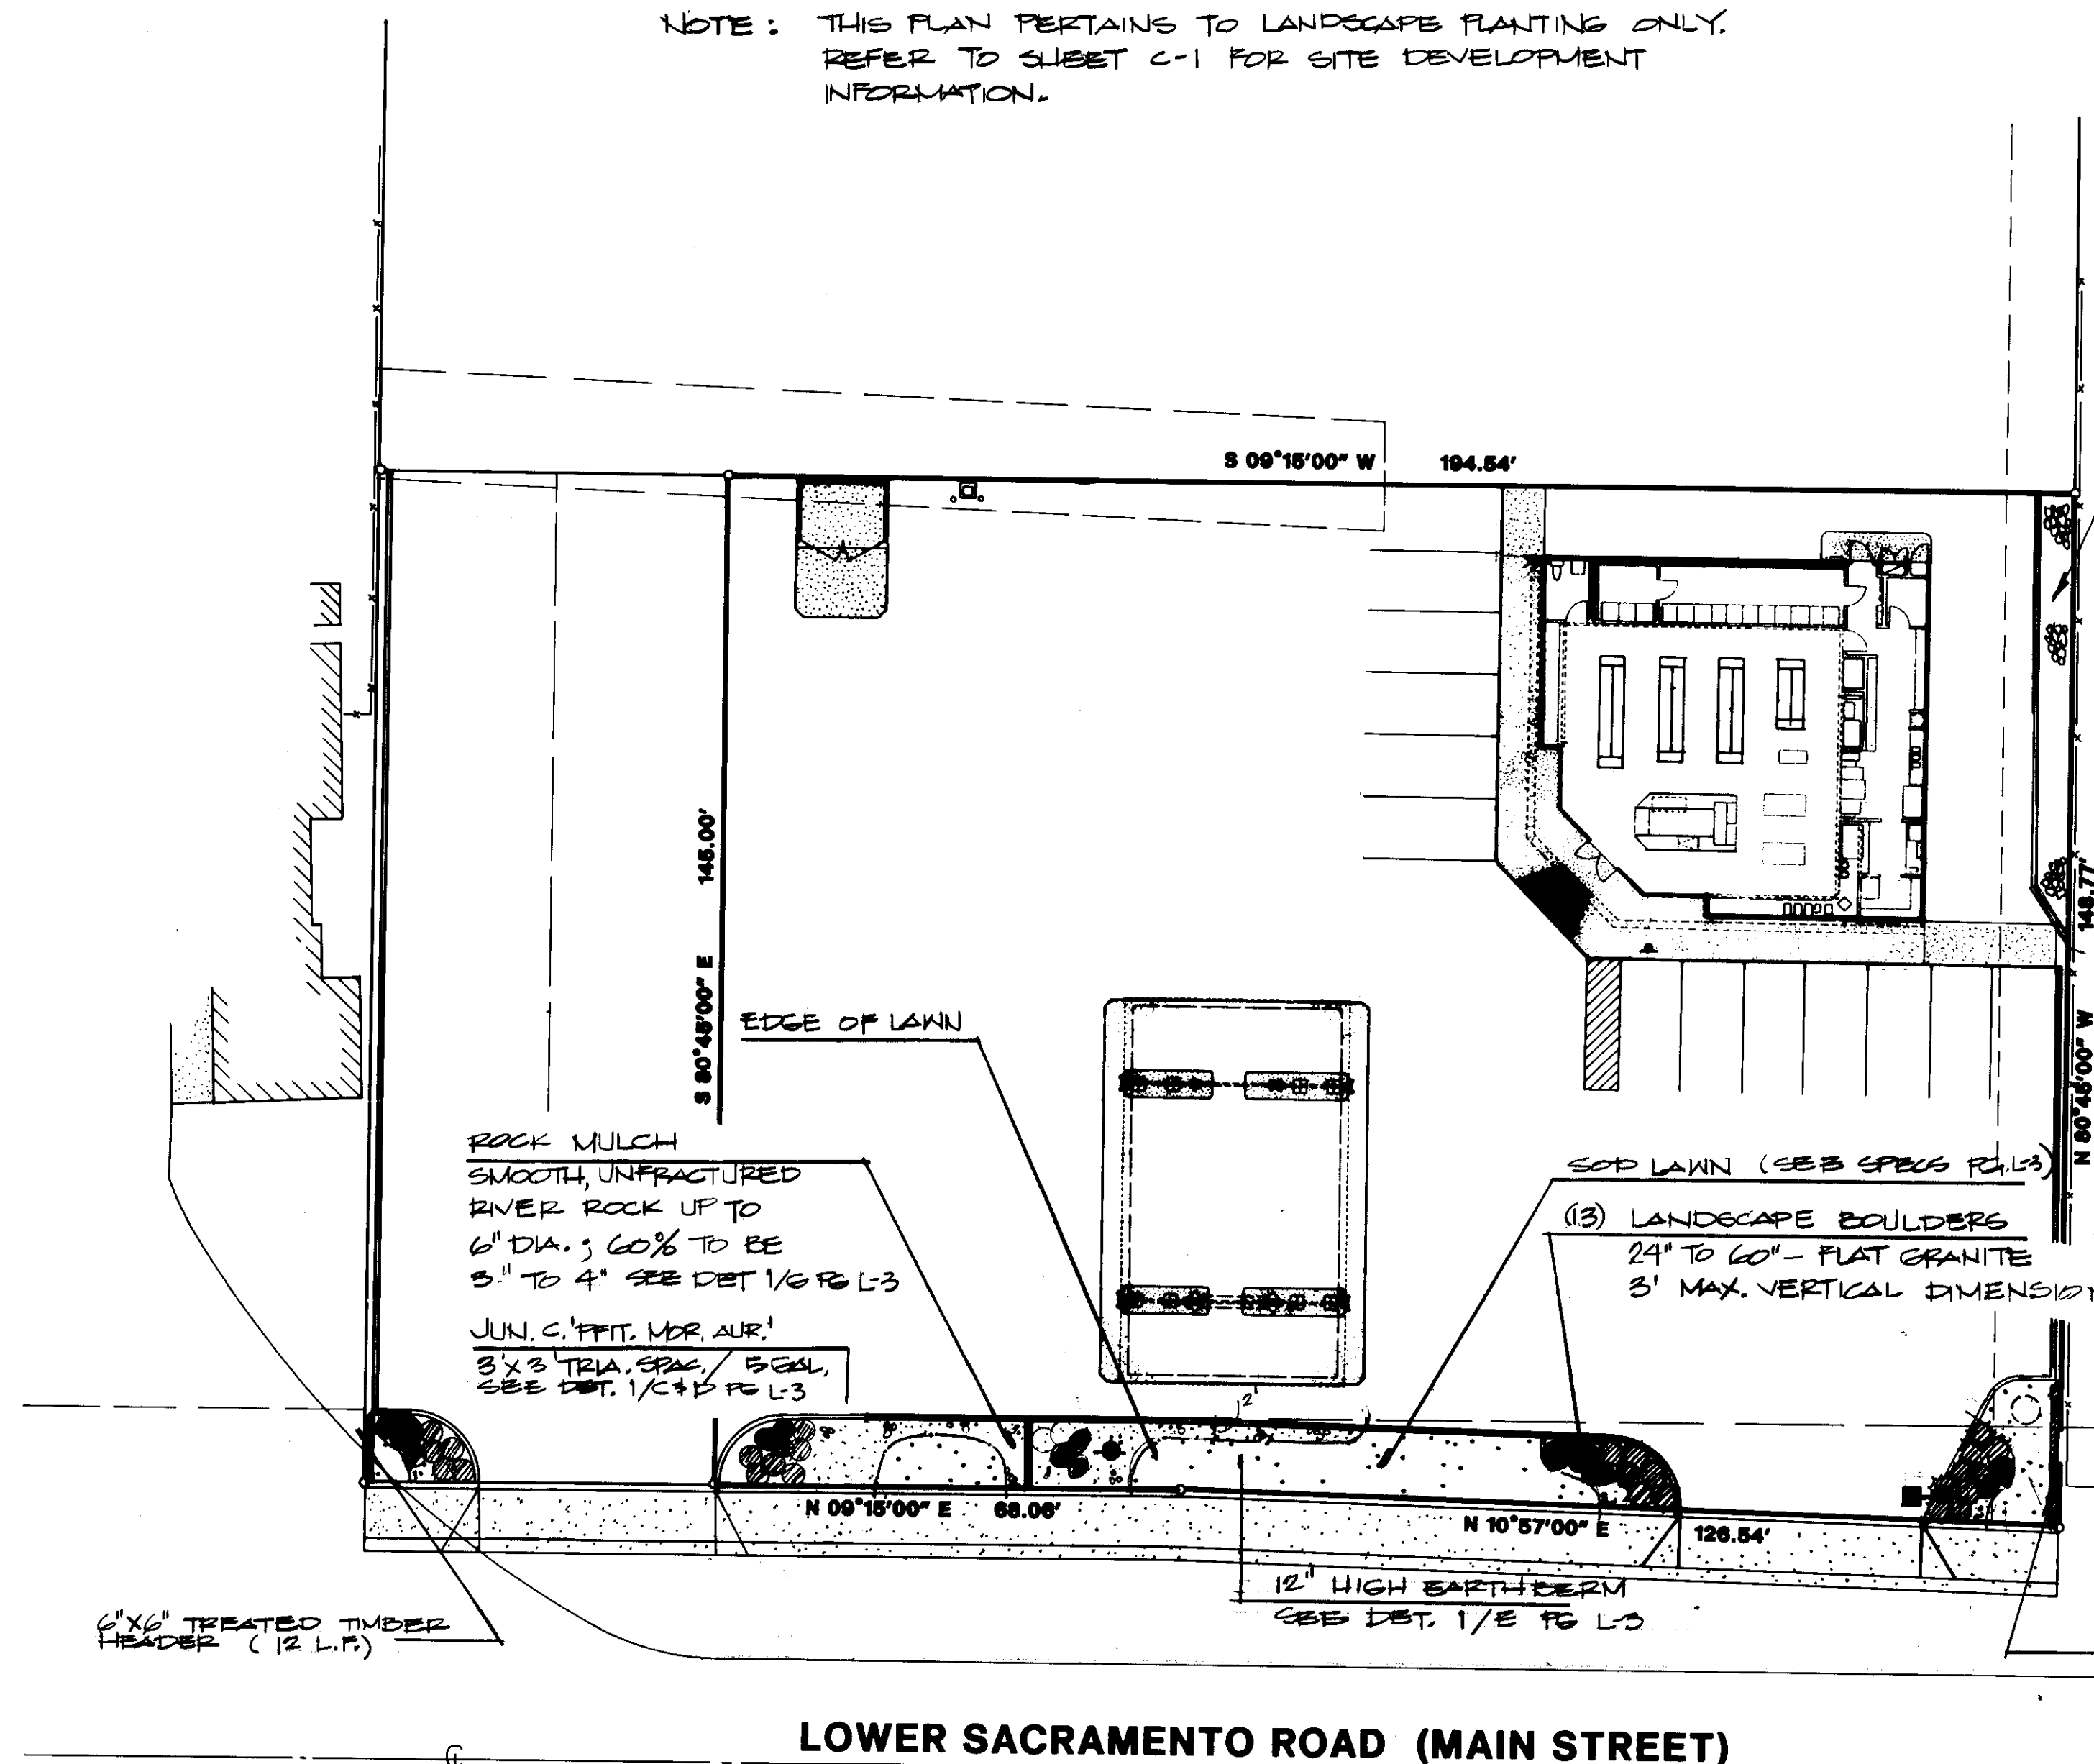 NOTE: THIS PLAN PERTAINS TO LANDSCAPE PLANTING ONLY.
REFER TO SHEET C-1 FOR SITE DEVELOPMENT
INFORMATION.
S 09°15'00" W 194.54'
S 80°45'00" E 145.00'
N 80°45'00" W 148.77'
EDGE OF LAWN
ROCK MULCH
SMOOTH, UNFRACTURED
RIVER ROCK UP TO
6" DIA.; 60% TO BE
3" TO 4" SEE DET 1/G PG L-3
JUN. C. 'PFIT. MOR. AUR.'
3'X3' TRIA. SPAC./ 5 GAL,
SEE DET. 1/C&D PG L-3
SOD LAWN (SEE SPECS PG. L-3)
(13) LANDSCAPE BOULDERS
24" TO 60" - FLAT GRANITE
3' MAX. VERTICAL DIMENSION
2'
N 09°15'00" E 68.06'
N 10°57'00" E 126.54'
12" HIGH EARTH BERM
SEE DET. 1/E PG L-3
6"X6" TREATED TIMBER
HEADER (12 L.F.)
LOWER SACRAMENTO ROAD (MAIN STREET)